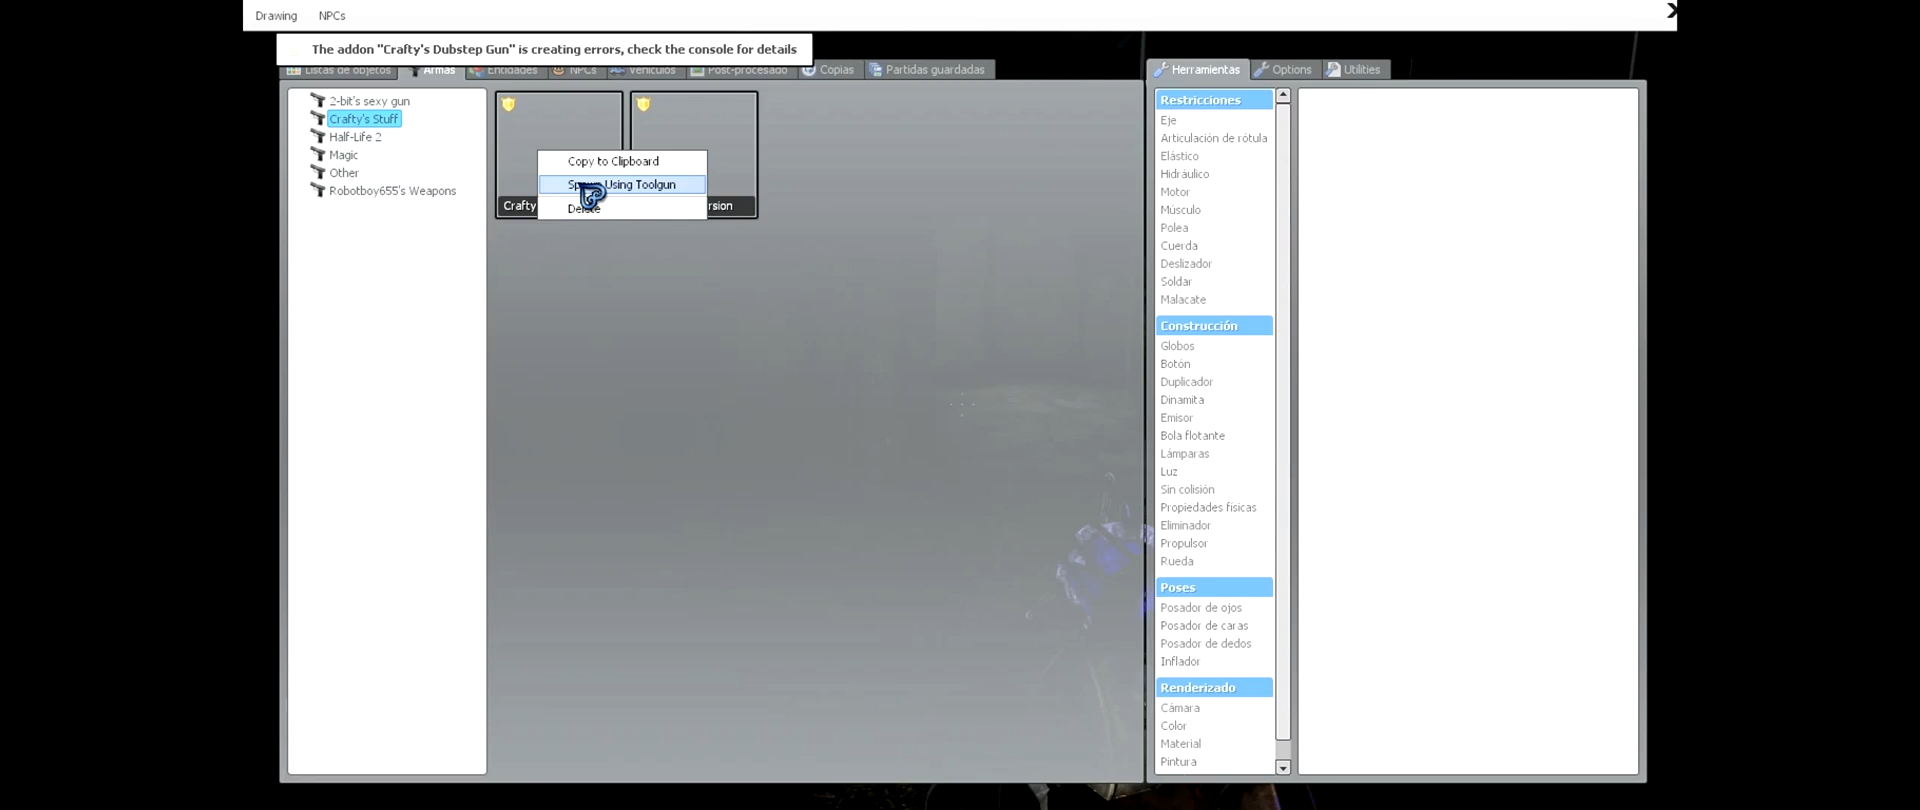 Drawing NPCs
The addon "Crafty's Dubstep Gun" is creating errors, check the console for details
Listas de objetos Armas Entidades NPCs Vehículos Post-procesado Copias Partidas guardadas
Herramientas Options Utilities
2-bit's sexy gun
Crafty's Stuff
Half-Life 2
Magic
Other
Robotboy655's Weapons
Copy to Clipboard
Spawn Using Toolgun
Delete
Crafty
rsion
Restricciones
Eje
Articulación de rótula
Elástico
Hidráulico
Motor
Músculo
Polea
Cuerda
Deslizador
Soldar
Malacate
Construcción
Globos
Botón
Duplicador
Dinamita
Emisor
Bola flotante
Lámparas
Luz
Sin colisión
Propiedades físicas
Eliminador
Propulsor
Rueda
Poses
Posador de ojos
Posador de caras
Posador de dedos
Inflador
Renderizado
Cámara
Color
Material
Pintura